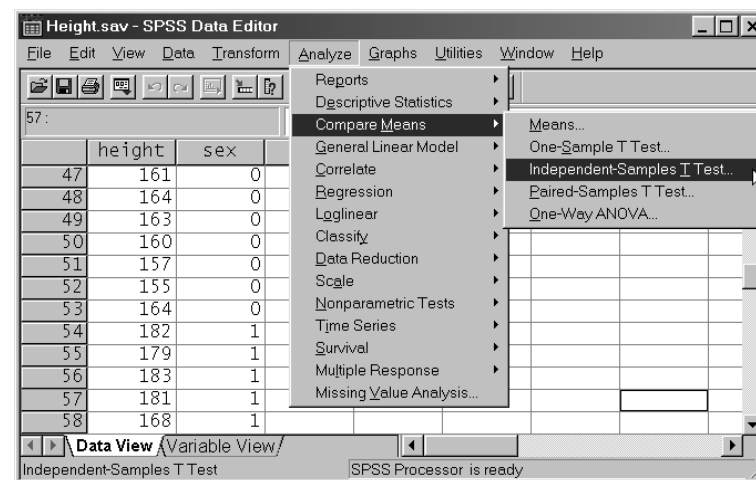 Height.sav - SPSS Data Editor
File Edit View Data Transform Analyze Graphs Utilities Window Help
57 :
height sex
47 161 0
48 164 0
49 163 0
50 160 0
51 157 0
52 155 0
53 164 0
54 182 1
55 179 1
56 183 1
57 181 1
58 168 1
Reports
Descriptive Statistics
Compare Means
General Linear Model
Correlate
Regression
Loglinear
Classify
Data Reduction
Scale
Nonparametric Tests
Time Series
Survival
Multiple Response
Missing Value Analysis...
Means...
One-Sample T Test...
Independent-Samples T Test...
Paired-Samples T Test...
One-Way ANOVA...
Data View Variable View
Independent-Samples T Test SPSS Processor is ready